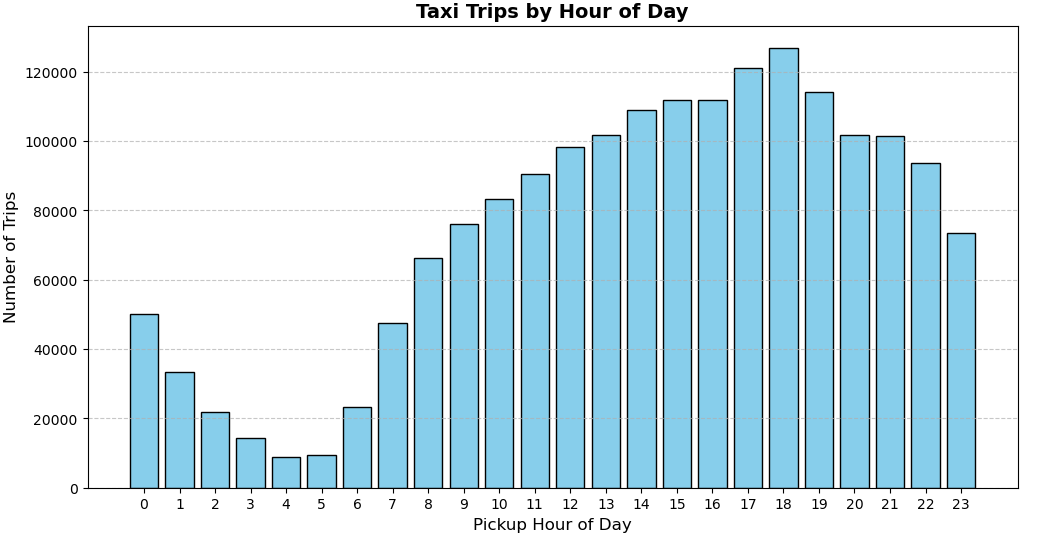 Taxi Trips by Hour of Day
Number of Trips
120000
100000
80000
60000
40000
20000
0
0 1 2 3 4 5 6 7 8 9 10 11 12 13 14 15 16 17 18 19 20 21 22 23
Pickup Hour of Day